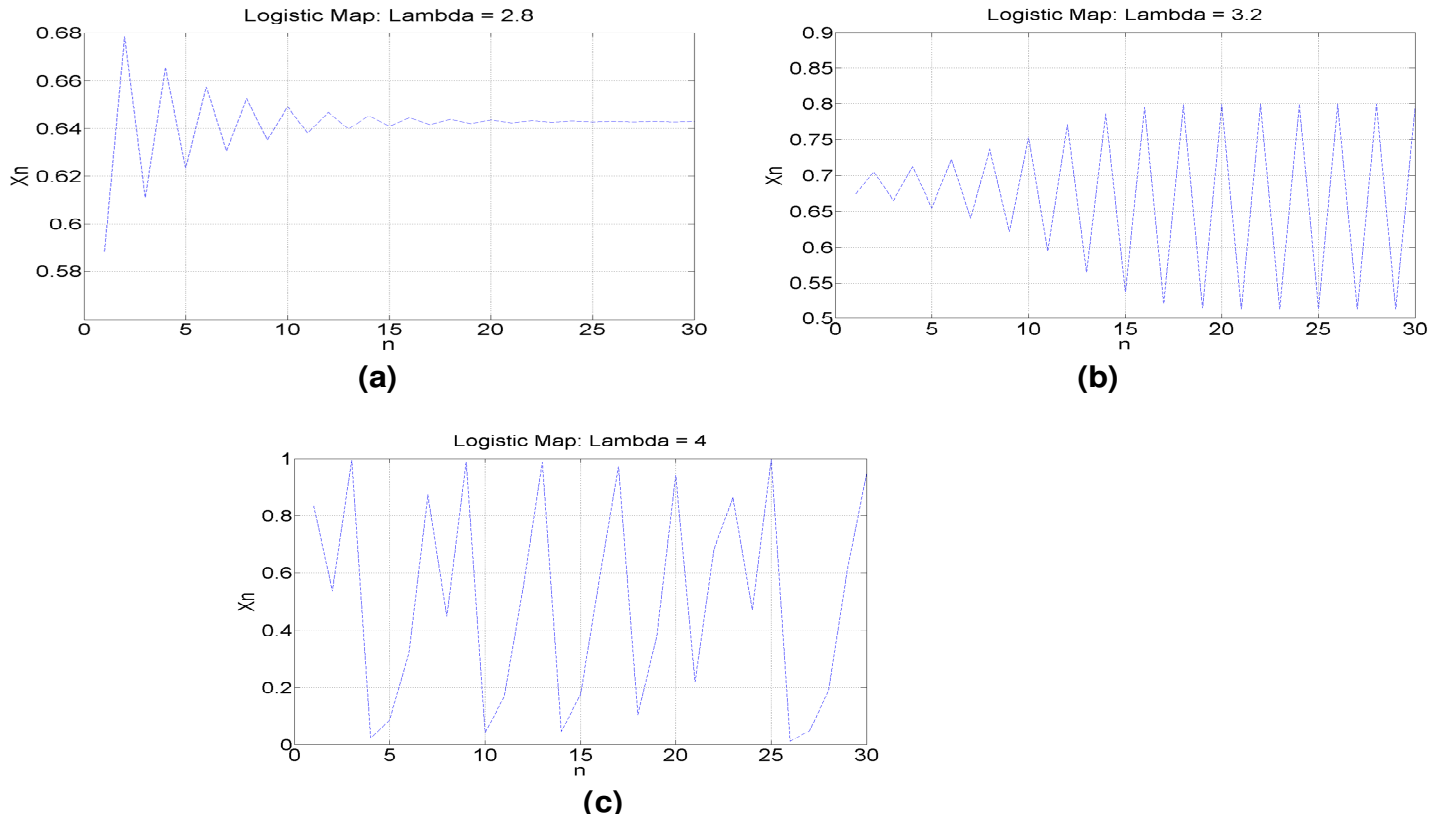 Logistic Map: Lambda = 2.8
0.68
0.66
0.64
0.62
0.6
0.58
Xn
0 5 10 15 20 25 30
n
(a)
Logistic Map: Lambda = 3.2
0.9
0.85
0.8
0.75
0.7
0.65
0.6
0.55
0.5
Xn
0 5 10 15 20 25 30
n
(b)
Logistic Map: Lambda = 4
1
0.8
0.6
0.4
0.2
0
Xn
0 5 10 15 20 25 30
n
(c)